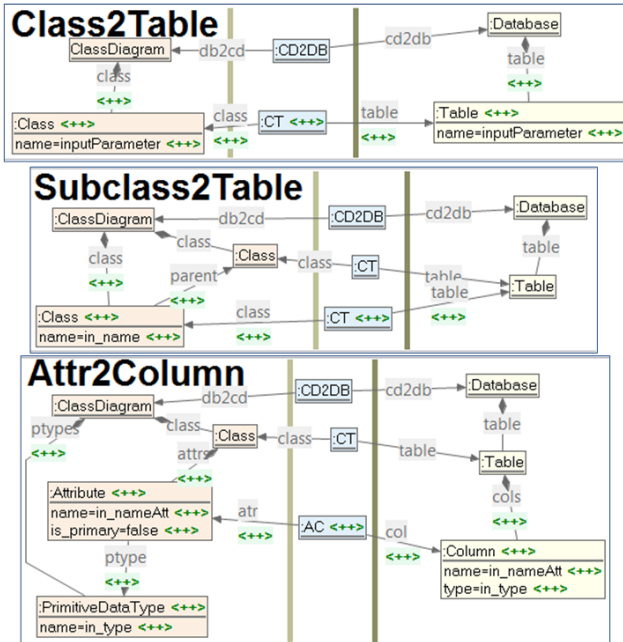 Class2Table
:ClassDiagram
db2cd
:CD2DB
cd2db
:Database
class
<++>
table
<++>
:Class <++>
name=inputParameter <++>
class
<++>
:CT <++>
table
<++>
:Table <++>
name=inputParameter <++>
Subclass2Table
:ClassDiagram
db2cd
:CD2DB
cd2db
:Database
class
<++>
class
:Class
class
:CT
table
table
:Table
parent
<++>
:Class <++>
name=in_name <++>
class
<++>
:CT <++>
table
<++>
Attr2Column
:ClassDiagram
db2cd
:CD2DB
cd2db
:Database
ptypes
<++>
class
:Class
class
:CT
table
table
:Table
attrs
<++>
cols
<++>
:Attribute <++>
name=in_nameAtt <++>
is_primary=false <++>
atr
<++>
:AC <++>
col
<++>
:Column <++>
name=in_nameAtt <++>
type=in_type <++>
ptype
<++>
:PrimitiveDataType <++>
name=in_type <++>